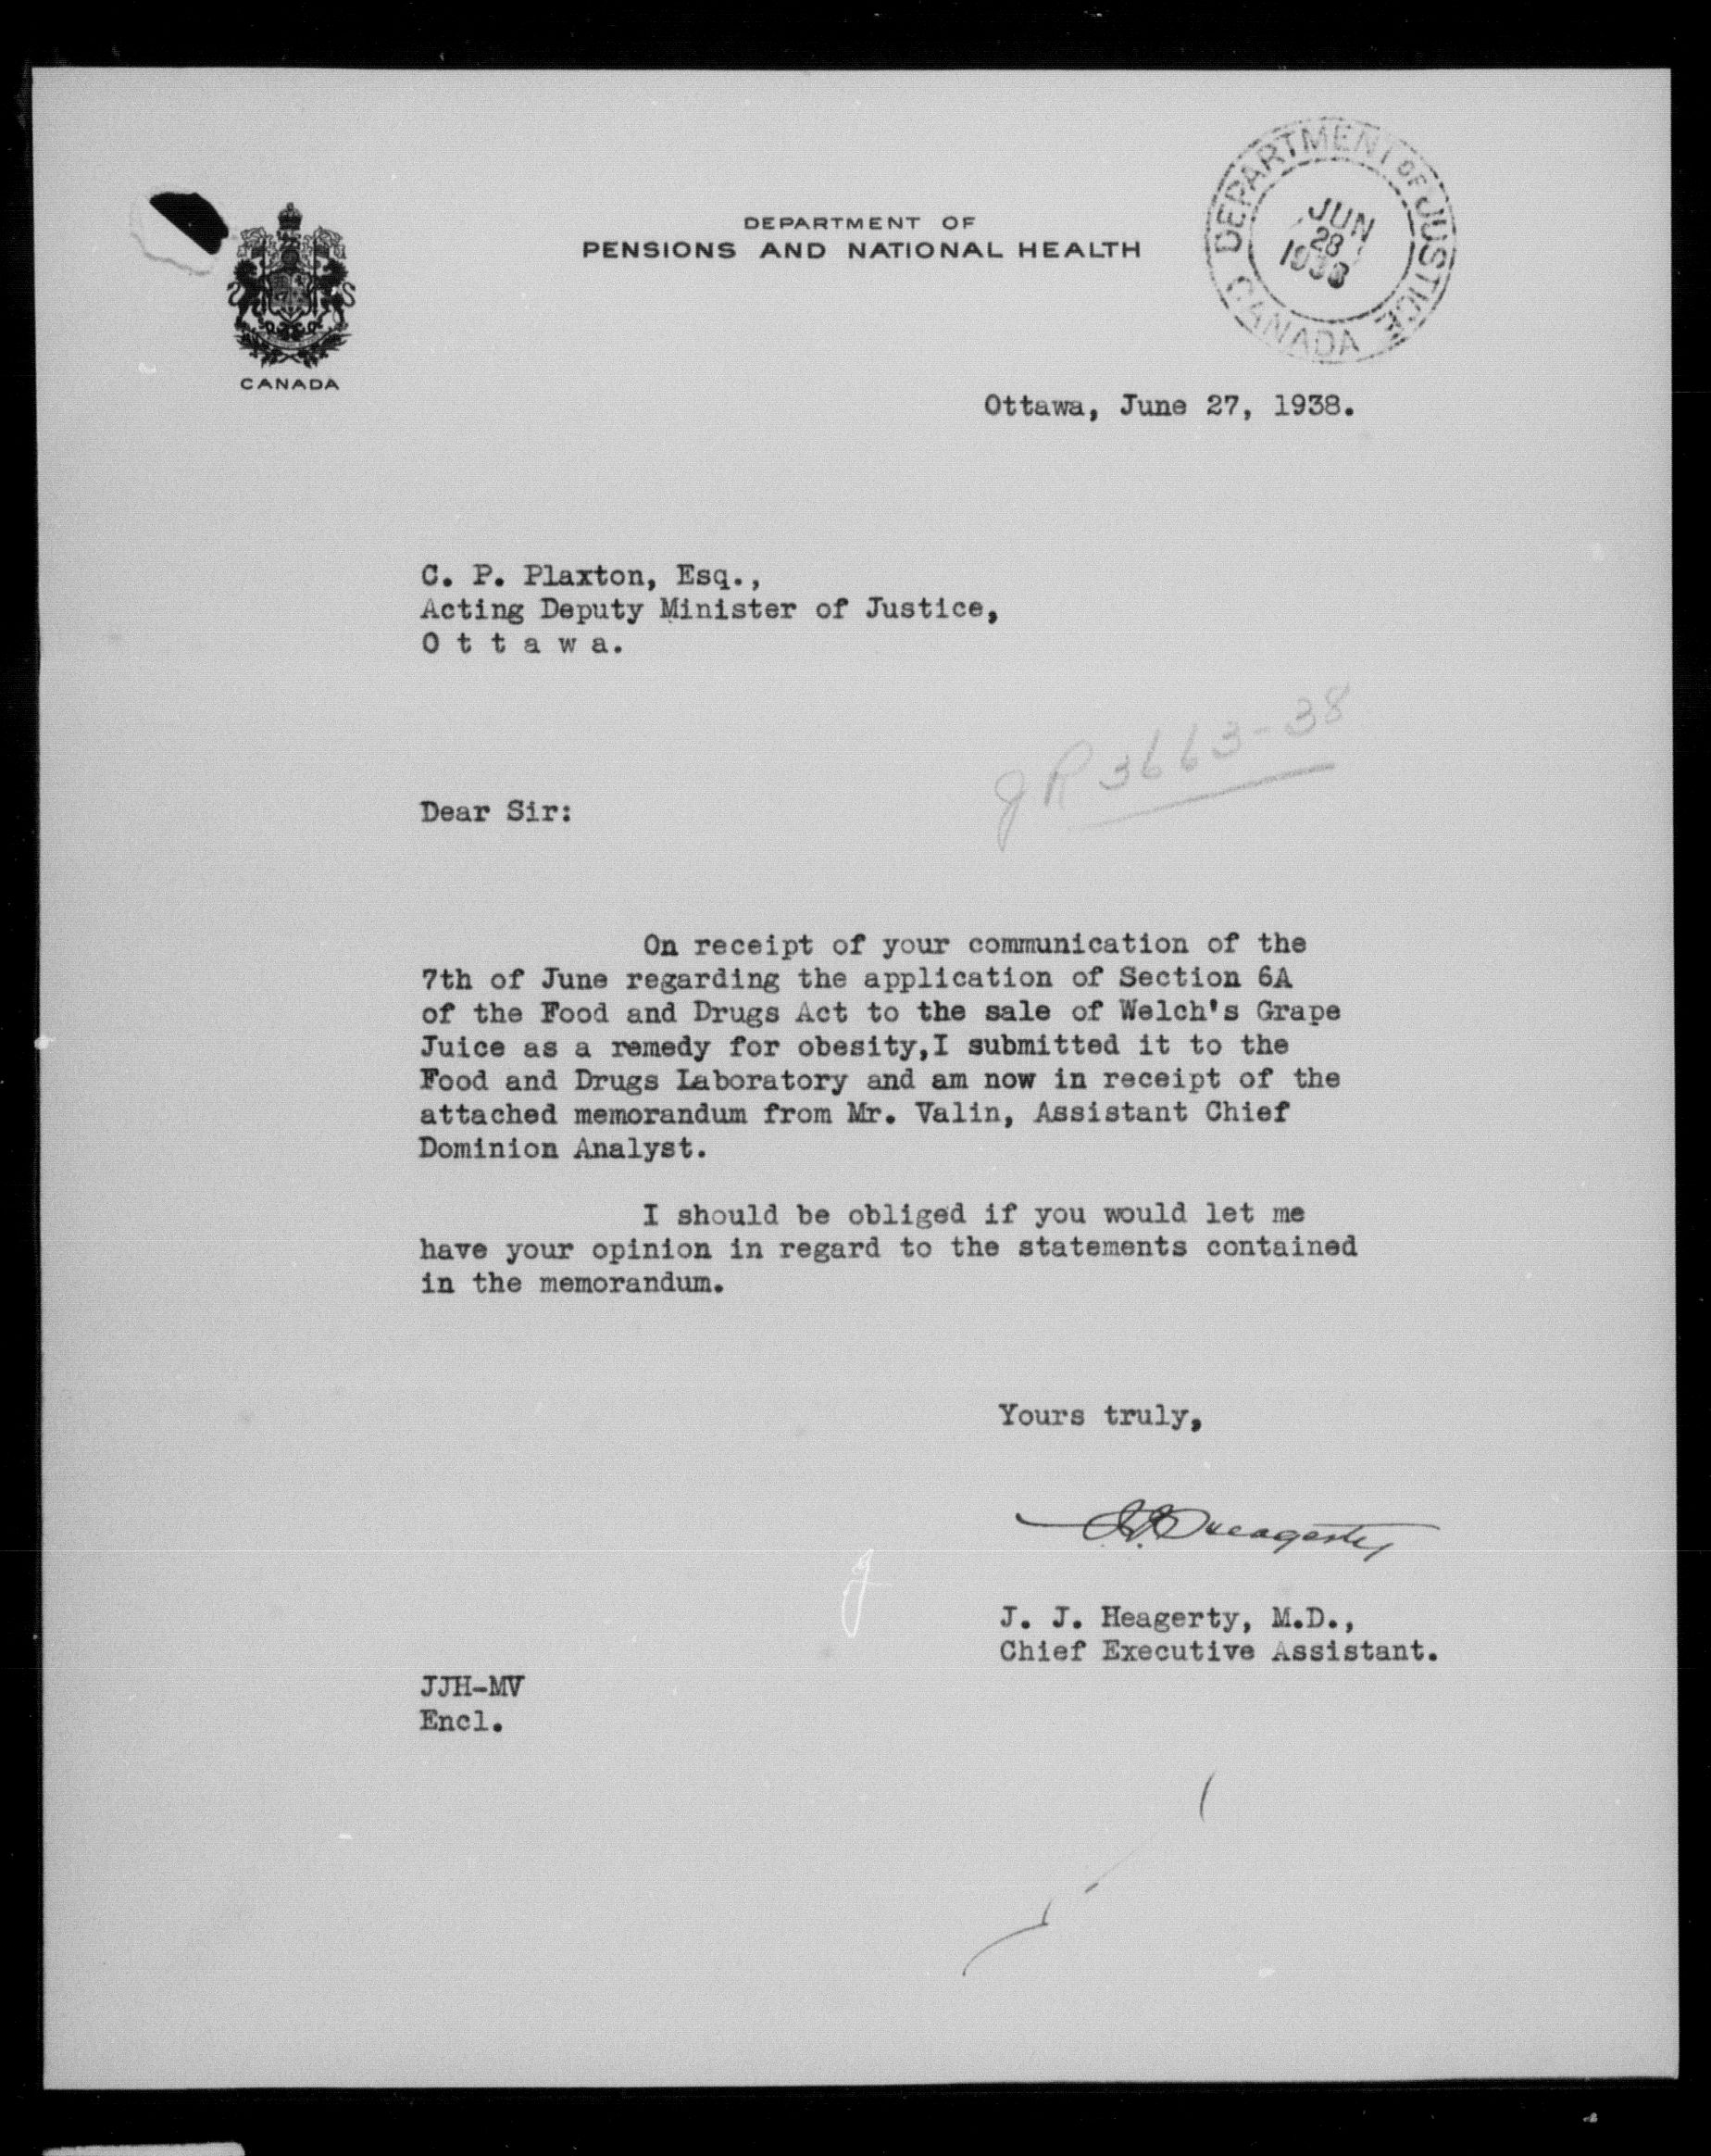 DEPARTMENT OF
PENSIONS AND NATIONAL HEALTH
CANADA
DEPARTMENT OF JUSTICE
CANADA
JUN
28
1938
Ottawa, June 27, 1938.
C. P. Plaxton, Esq.,
Acting Deputy Minister of Justice,
O t t a w a.
3663-38
Dear Sir:
On receipt of your communication of the
7th of June regarding the application of Section 6A
of the Food and Drugs Act to the sale of Welch's Grape
Juice as a remedy for obesity,I submitted it to the
Food and Drugs Laboratory and am now in receipt of the
attached memorandum from Mr. Valin, Assistant Chief
Dominion Analyst.
I should be obliged if you would let me
have your opinion in regard to the statements contained
in the memorandum.
Yours truly,
J. J. Heagerty
J. J. Heagerty, M.D.,
Chief Executive Assistant.
JJH-MV
Encl.